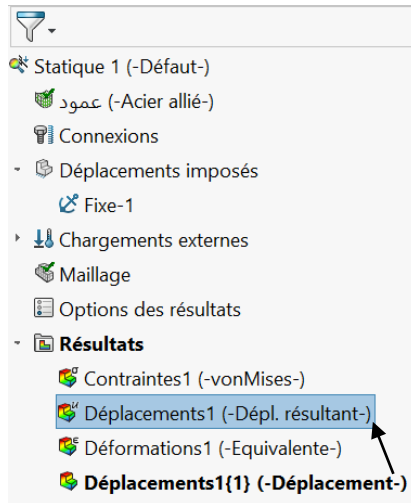 Statique 1 (-Défaut-)
عمود (-Acier allié-)
Connexions
Déplacements imposés
Fixe-1
Chargements externes
Maillage
Options des résultats
Résultats
Contraintes1 (-vonMises-)
Déplacements1 (-Dépl. résultant-)
Déformations1 (-Equivalente-)
Déplacements1{1} (-Déplacement-)